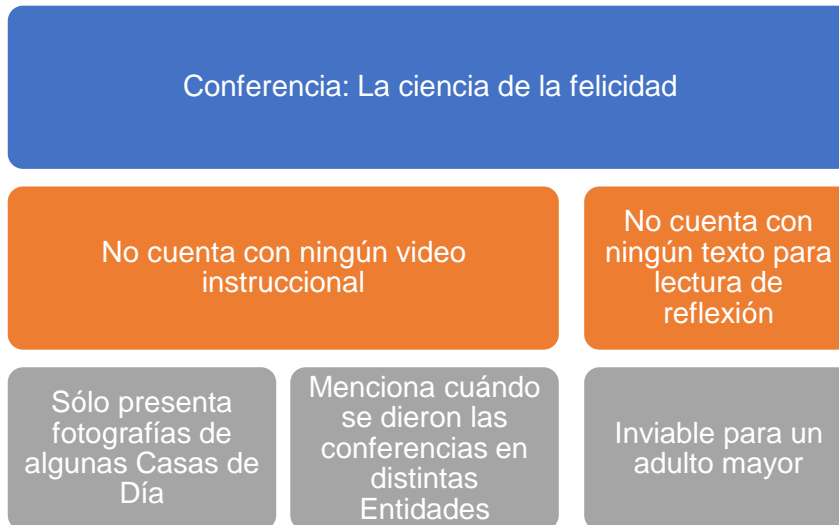 Conferencia: La ciencia de la felicidad
No cuenta con ningún video
instruccional
No cuenta con
ningún texto para
lectura de
reflexión
Sólo presenta
fotografías de
algunas Casas de
Día
Menciona cuándo
se dieron las
conferencias en
distintas
Entidades
Inviable para un
adulto mayor